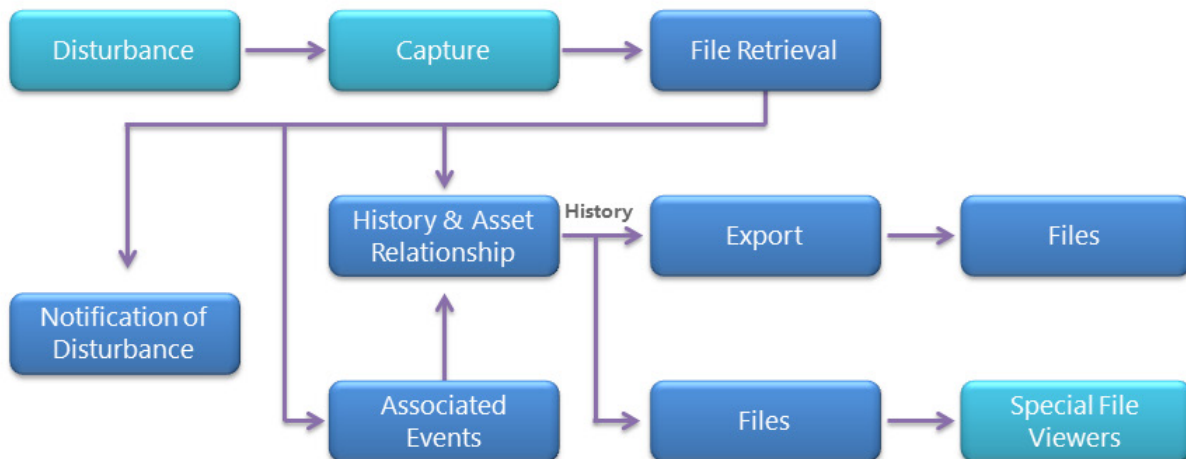 Disturbance
Capture
File Retrieval
History & Asset
Relationship
History
Export
Files
Notification of
Disturbance
Associated
Events
Files
Special File
Viewers